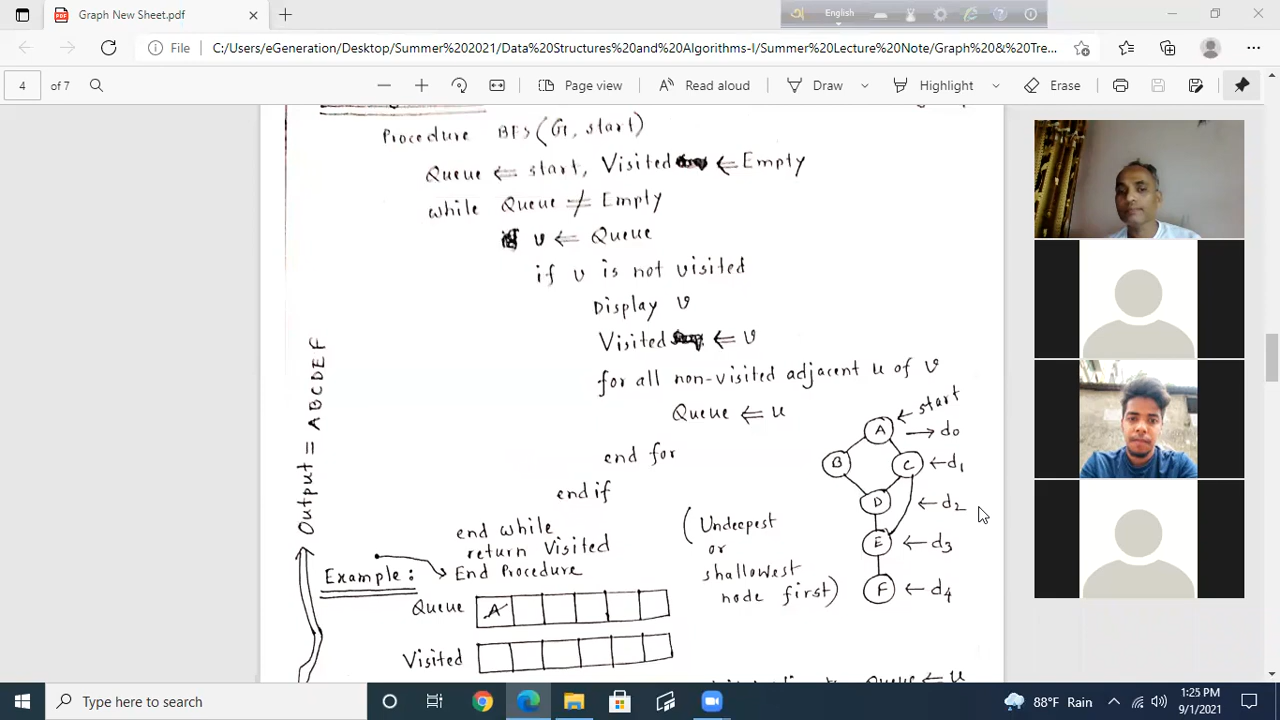 Graph New Sheet.pdf
English
File
C:/Users/eGeneration/Desktop/Summer%202021/Data%20Structures%20and%20Algorithms-I/Summer%20Lecture%20Note/Graph%20&%20Tre...
4 of 7
Page view
Read aloud
Draw
Highlight
Erase
Procedure BFS(G, start)
Queue ⇐ start, Visited ⇐ Empty
while Queue ≠ Empty
v ⇐ Queue
if v is not visited
Display v
Visited ⇐ v
for all non-visited adjacent u of v
Queue ⇐ u
end for
end if
end while
return Visited
End Procedure
Output = ABCDEF
(Undeepest
or
shallowest
node first)
A ← start
→ d0
B
C ← d1
D ← d2
E ← d3
F ← d4
Example:
Queue A
Visited
Queue ← u
Type here to search
88°F Rain
1:25 PM
9/1/2021